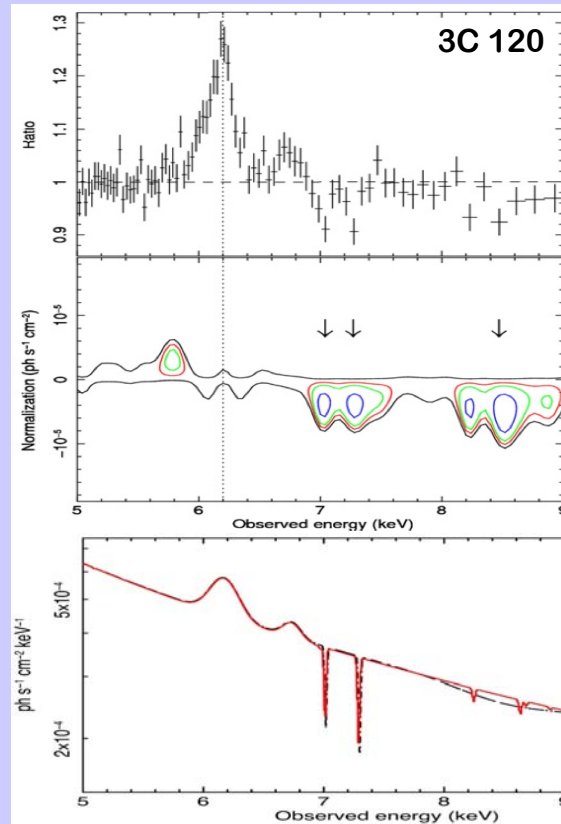 3C 120
1.3
1.2
1.1
1
0.9
Ratio
10⁻⁵
0
−10⁻⁵
Normalization (ph s⁻¹ cm⁻²)
5 6 7 8 9
Observed energy (keV)
5x10⁻⁴
2x10⁻⁴
ph s⁻¹ cm⁻² keV⁻¹
5 6 7 8 9
Observed energy (keV)